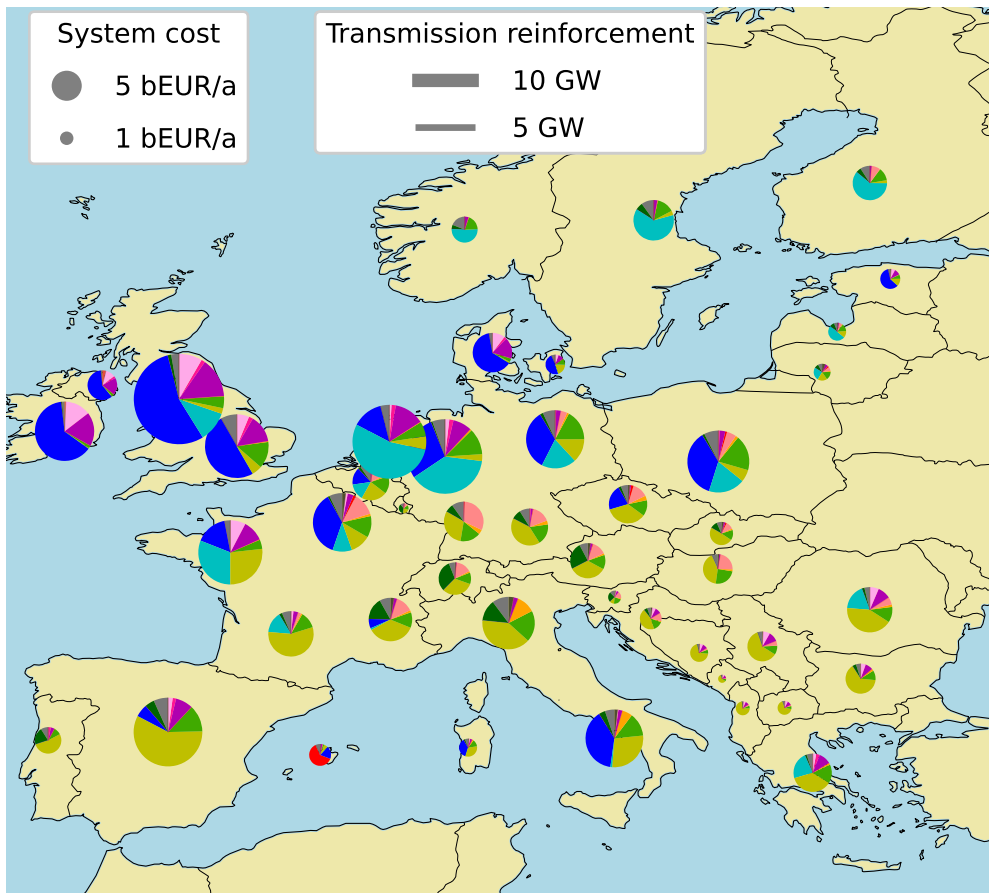 System cost
5 bEUR/a
1 bEUR/a
Transmission reinforcement
10 GW
5 GW